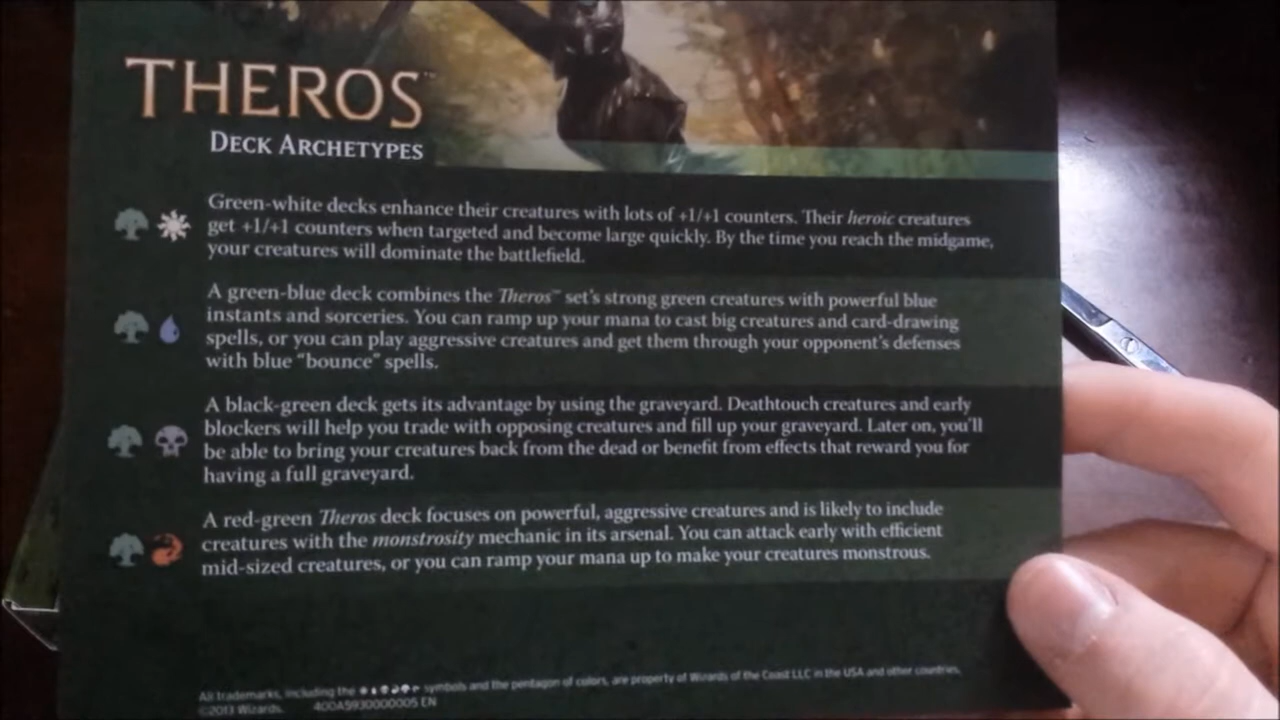 THEROS™
DECK ARCHETYPES
Green-white decks enhance their creatures with lots of +1/+1 counters. Their heroic creatures
get +1/+1 counters when targeted and become large quickly. By the time you reach the midgame,
your creatures will dominate the battlefield.
A green-blue deck combines the Theros™ set's strong green creatures with powerful blue
instants and sorceries. You can ramp up your mana to cast big creatures and card-drawing
spells, or you can play aggressive creatures and get them through your opponent's defenses
with blue "bounce" spells.
A black-green deck gets its advantage by using the graveyard. Deathtouch creatures and early
blockers will help you trade with opposing creatures and fill up your graveyard. Later on, you'll
be able to bring your creatures back from the dead or benefit from effects that reward you for
having a full graveyard.
A red-green Theros deck focuses on powerful, aggressive creatures and is likely to include
creatures with the monstrosity mechanic in its arsenal. You can attack early with efficient
mid-sized creatures, or you can ramp your mana up to make your creatures monstrous.
All trademarks, including the symbols and the pentagon of colors, are property of Wizards of the Coast LLC in the USA and other countries.
©2013 Wizards. 400A5930000005 EN